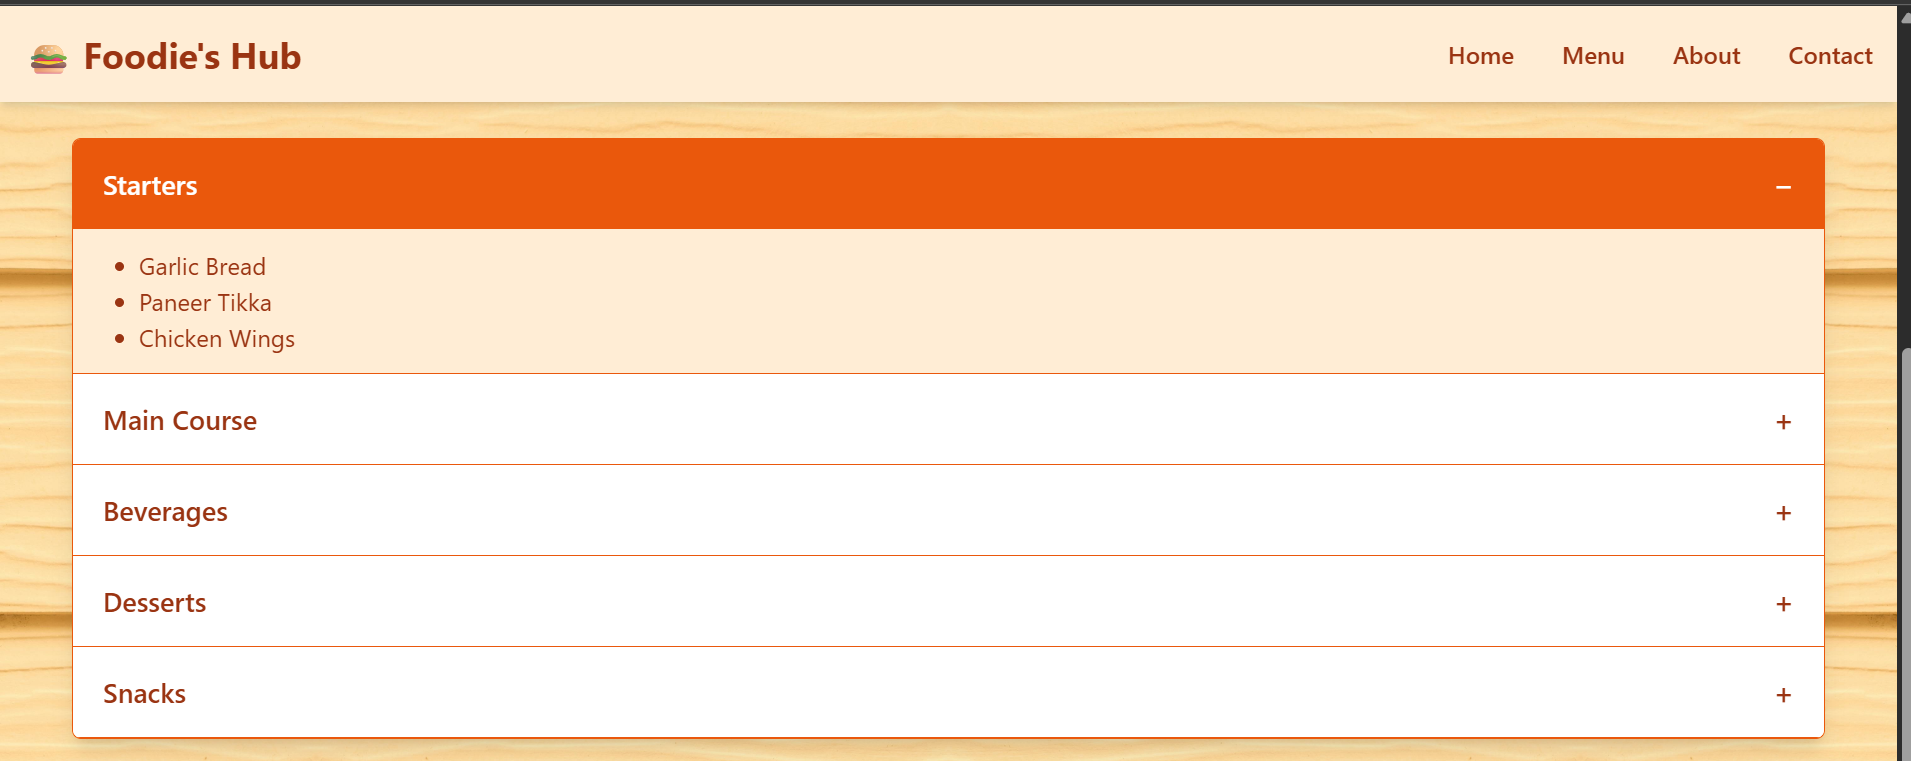 Foodie's Hub Home Menu About Contact
Starters −
Garlic Bread
Paneer Tikka
Chicken Wings
Main Course +
Beverages +
Desserts +
Snacks +